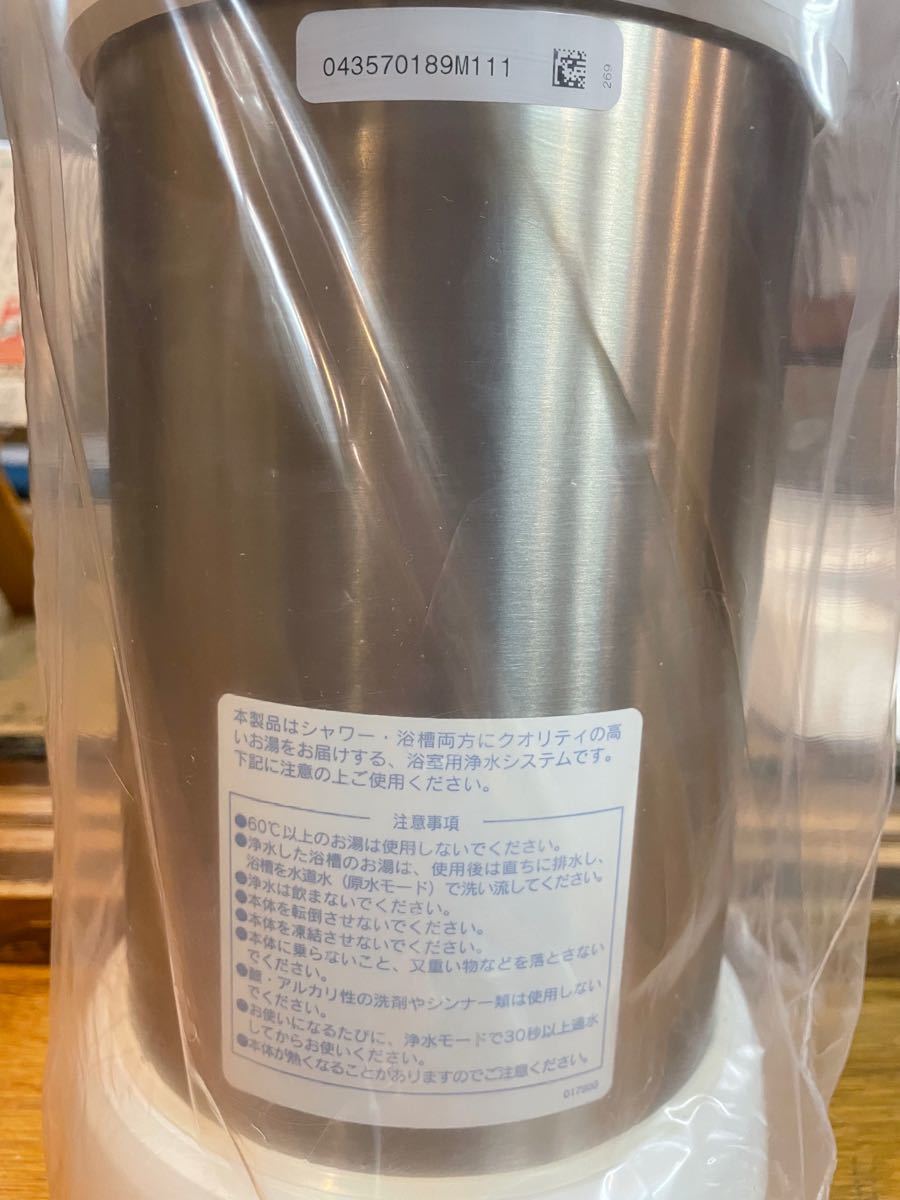 043570189M111
269
本製品はシャワー・浴槽両方にクオリティの高
いお湯をお届けする、浴室用浄水システムです。
下記に注意の上ご使用ください。
注意事項
●60℃以上のお湯は使用しないでください。
●浄水した浴槽のお湯は、使用後は直ちに排水し、
浴槽を水道水（原水モード）で洗い流してください。
●浄水は飲まないでください。
●本体を転倒させないでください。
●本体を凍結させないでください。
●本体に乗らないこと、又重い物などを落とさない
でください。
●酸・アルカリ性の洗剤やシンナー類は使用しない
でください。
●お使いになるたびに、浄水モードで30秒以上通水
してからお使いください。
●本体が熱くなることがありますのでご注意ください。